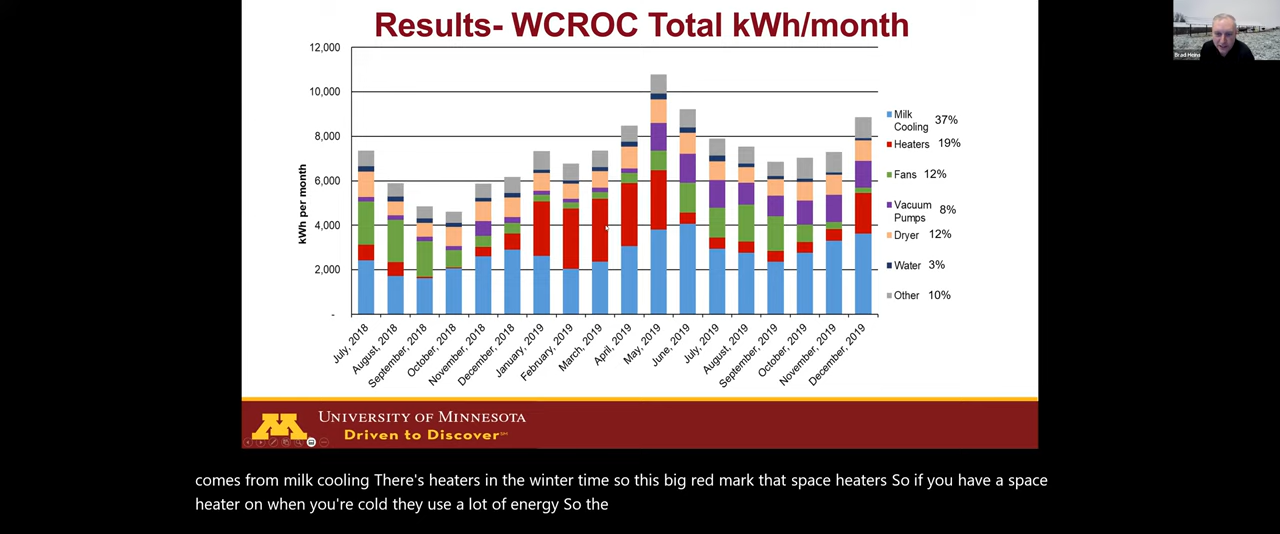 Results- WCROC Total kWh/month
Brad Heins
12,000
10,000
8,000
6,000
4,000
2,000
-
kWh per month
July, 2018
August, 2018
September, 2018
October, 2018
November, 2018
December, 2018
January, 2019
February, 2019
March, 2019
April, 2019
May, 2019
June, 2019
July, 2019
August, 2019
September, 2019
October, 2019
November, 2019
December, 2019
Milk
Cooling 37%
Heaters 19%
Fans 12%
Vacuum
Pumps 8%
Dryer 12%
Water 3%
Other 10%
M
UNIVERSITY OF MINNESOTA
Driven to Discover℠
comes from milk cooling There's heaters in the winter time so this big red mark that space heaters So if you have a space
heater on when you're cold they use a lot of energy So the